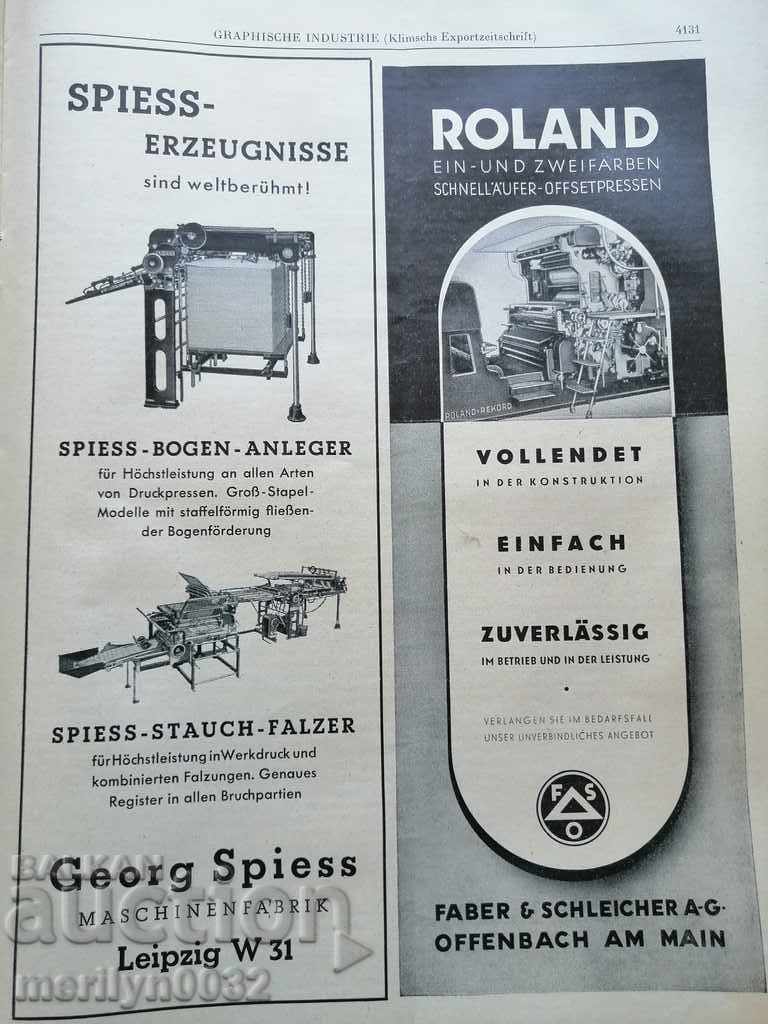 GRAPHISCHE INDUSTRIE (Klimschs Exportzeitschrift)
4131
SPIESS-
ERZEUGNISSE
sind weltberühmt!
SPIESS-BOGEN-ANLEGER
für Höchstleistung an allen Arten
von Druckpressen. Groß-Stapel-
Modelle mit staffelförmig fließen-
der Bogenförderung
SPIESS-STAUCH-FALZER
für Höchstleistung in Werkdruck und
kombinierten Falzungen. Genaues
Register in allen Bruchpartien
Georg Spiess
MASCHINENFABRIK
Leipzig W 31
ROLAND
EIN-UND ZWEIFARBEN
SCHNELLÄUFER-OFFSETPRESSEN
ROLAND-REKORD
VOLLENDET
IN DER KONSTRUKTION
EINFACH
IN DER BEDIENUNG
ZUVERLÄSSIG
IM BETRIEB UND IN DER LEISTUNG
VERLANGEN SIE IM BEDARFSFALL
UNSER UNVERBINDLICHES ANGEBOT
F S
O
FABER & SCHLEICHER A-G.
OFFENBACH AM MAIN
BALKAN
auction
merilyn0032